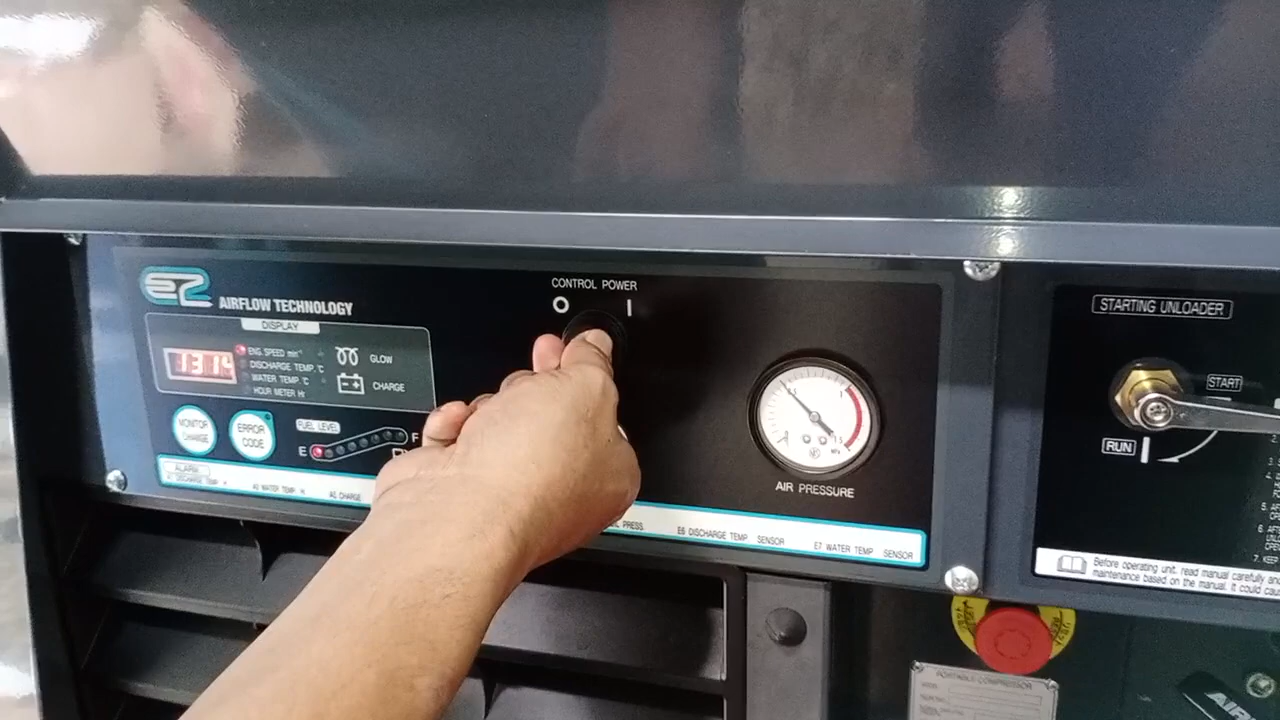 CONTROL POWER
O I
EZ
AIRFLOW TECHNOLOGY
DISPLAY
1314
ENG. SPEED min⁻¹
DISCHARGE TEMP. °C
WATER TEMP. °C
HOUR METER Hr
GLOW
CHARGE
MONITOR
CHANGE
ERROR
CODE
FUEL LEVEL
E F
ALARM
DISCHARGE TEMP. A2 WATER TEMP. A3 CHARGE
PRESS. E6 DISCHARGE TEMP SENSOR E7 WATER TEMP SENSOR
AIR PRESSURE
STARTING UNLOADER
START
RUN
Before operating unit, read manual carefully and
maintenance based on the manual. It could
PORTABLE COMPRESSOR